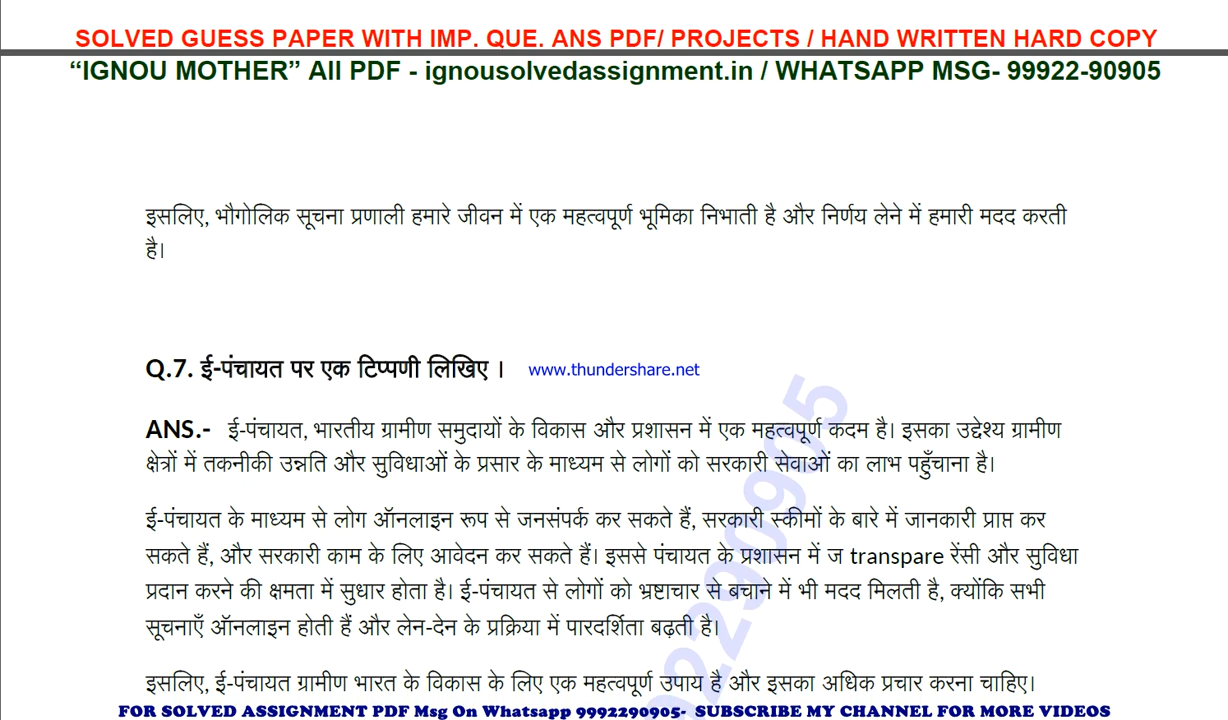 SOLVED GUESS PAPER WITH IMP. QUE. ANS PDF/ PROJECTS / HAND WRITTEN HARD COPY
“IGNOU MOTHER” All PDF - ignousolvedassignment.in / WHATSAPP MSG- 99922-90905
इसलिए, भौगोलिक सूचना प्रणाली हमारे जीवन में एक महत्वपूर्ण भूमिका निभाती है और निर्णय लेने में हमारी मदद करती
है।
Q.7. ई-पंचायत पर एक टिप्पणी लिखिए । www.thundershare.net
ANS.- ई-पंचायत, भारतीय ग्रामीण समुदायों के विकास और प्रशासन में एक महत्वपूर्ण कदम है। इसका उद्देश्य ग्रामीण
क्षेत्रों में तकनीकी उन्नति और सुविधाओं के प्रसार के माध्यम से लोगों को सरकारी सेवाओं का लाभ पहुँचाना है।
ई-पंचायत के माध्यम से लोग ऑनलाइन रूप से जनसंपर्क कर सकते हैं, सरकारी स्कीमों के बारे में जानकारी प्राप्त कर
सकते हैं, और सरकारी काम के लिए आवेदन कर सकते हैं। इससे पंचायत के प्रशासन में ज transpare रेंसी और सुविधा
प्रदान करने की क्षमता में सुधार होता है। ई-पंचायत से लोगों को भ्रष्टाचार से बचाने में भी मदद मिलती है, क्योंकि सभी
सूचनाएँ ऑनलाइन होती हैं और लेन-देन के प्रक्रिया में पारदर्शिता बढ़ती है।
इसलिए, ई-पंचायत ग्रामीण भारत के विकास के लिए एक महत्वपूर्ण उपाय है और इसका अधिक प्रचार करना चाहिए।
FOR SOLVED ASSIGNMENT PDF Msg On Whatsapp 9992290905- SUBSCRIBE MY CHANNEL FOR MORE VIDEOS
02290905